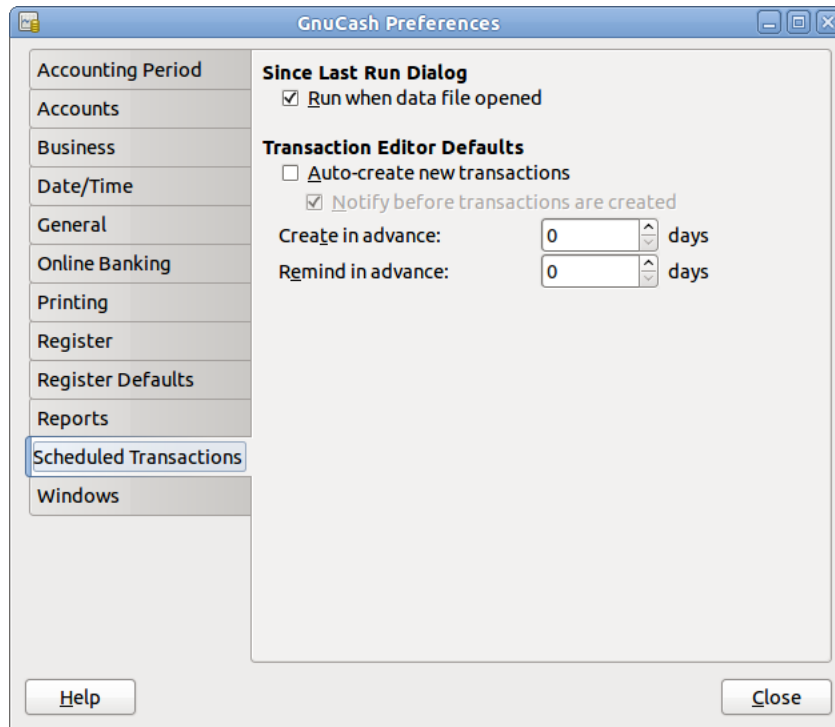 GnuCash Preferences
Accounting Period
Accounts
Business
Date/Time
General
Online Banking
Printing
Register
Register Defaults
Reports
Scheduled Transactions
Windows
Since Last Run Dialog
Run when data file opened
Transaction Editor Defaults
Auto-create new transactions
Notify before transactions are created
Create in advance: 0 days
Remind in advance: 0 days
Help
Close